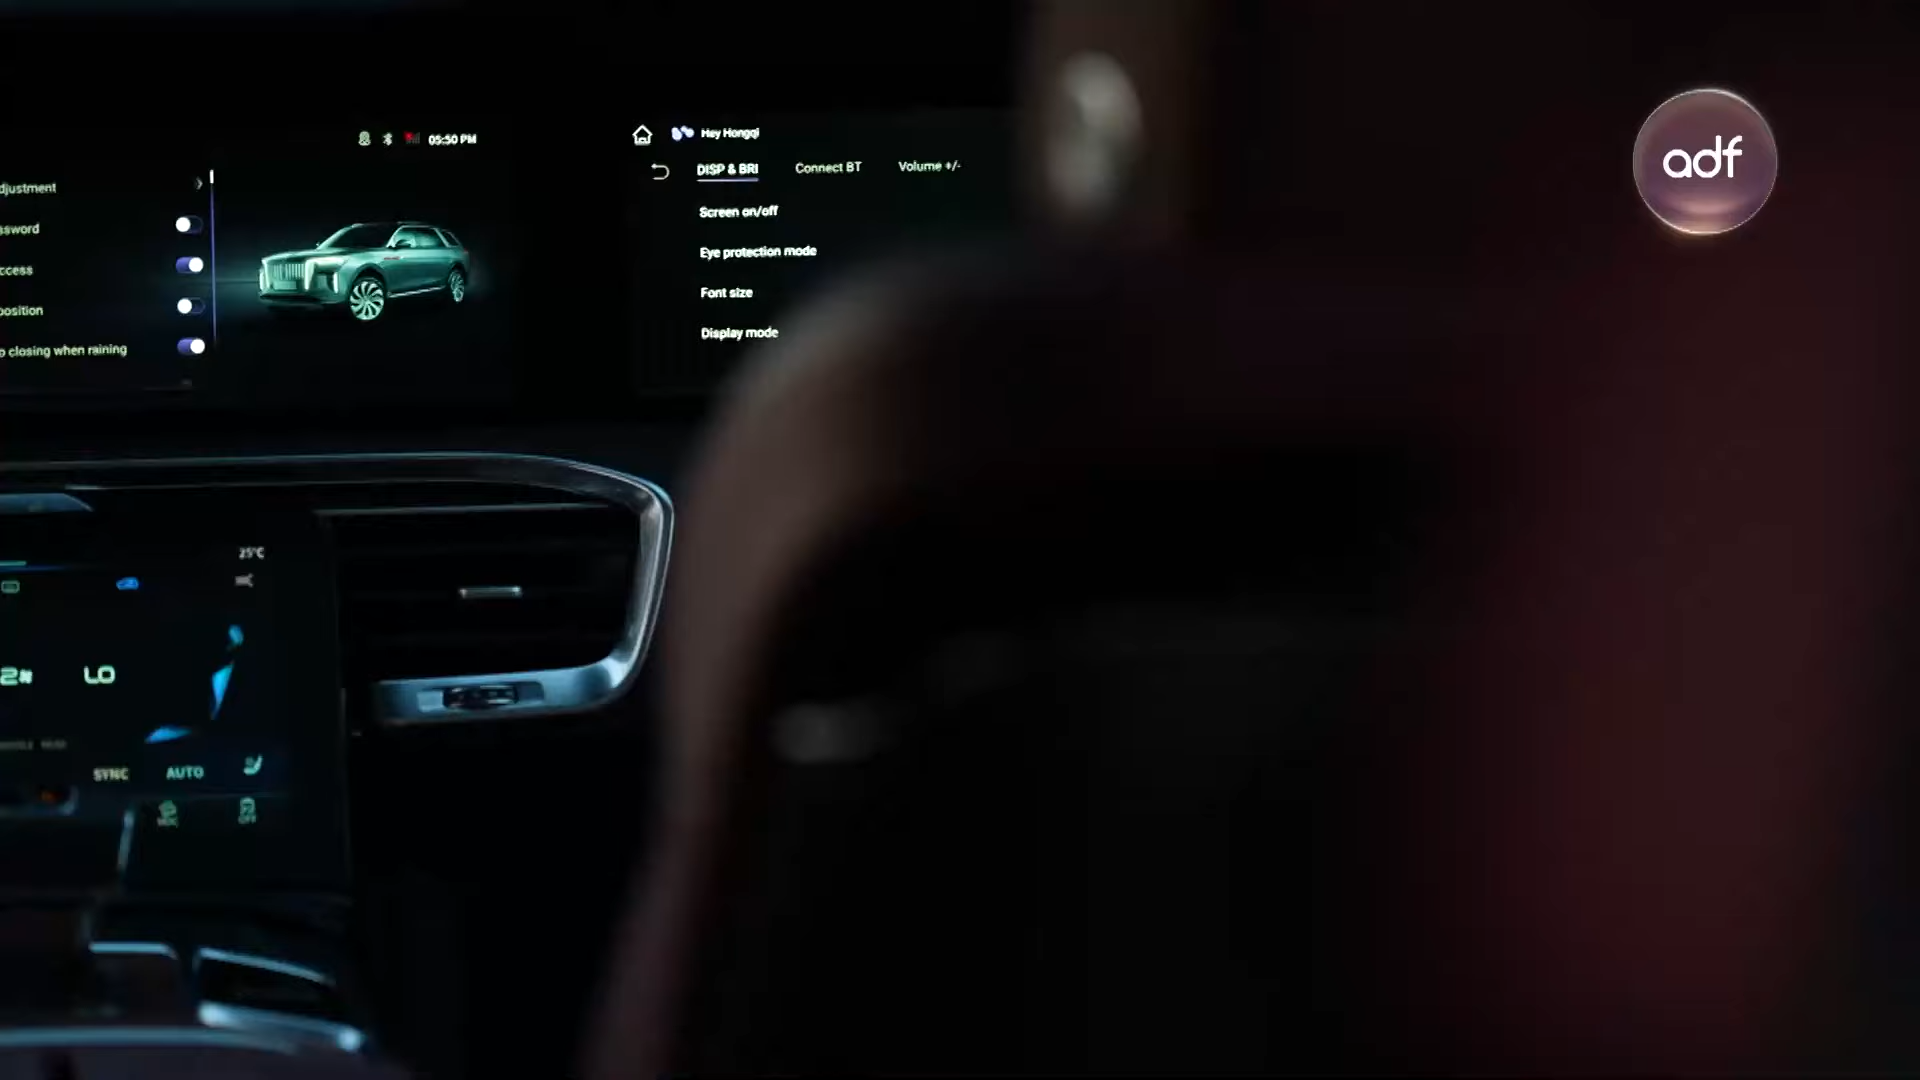 05:50 PM
djustment
ssword
ccess
position
p closing when raining
Hey Hongqi
DISP & BRI
Connect BT
Volume +/-
Screen on/off
Eye protection mode
Font size
Display mode
adf
25°C
LO
SYNC
AUTO
OFF